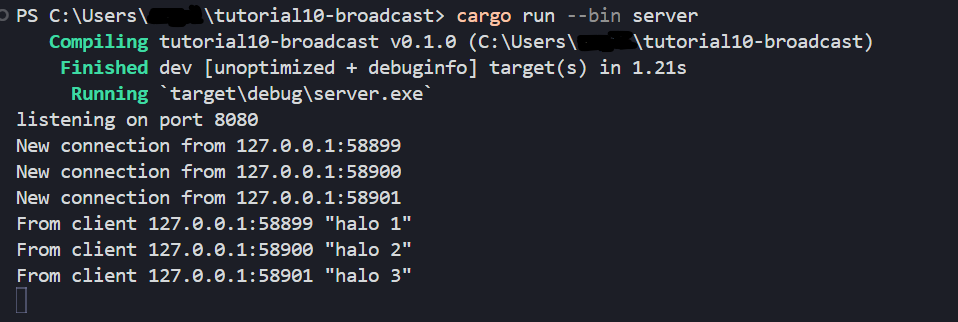 PS C:\Users\ \tutorial10-broadcast> cargo run --bin server
Compiling tutorial10-broadcast v0.1.0 (C:\Users\ \tutorial10-broadcast)
Finished dev [unoptimized + debuginfo] target(s) in 1.21s
Running `target\debug\server.exe`
listening on port 8080
New connection from 127.0.0.1:58899
New connection from 127.0.0.1:58900
New connection from 127.0.0.1:58901
From client 127.0.0.1:58899 "halo 1"
From client 127.0.0.1:58900 "halo 2"
From client 127.0.0.1:58901 "halo 3"